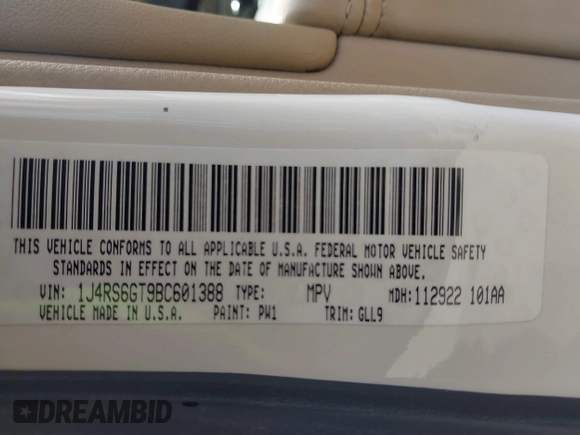 THIS VEHICLE CONFORMS TO ALL APPLICABLE U.S.A. FEDERAL MOTOR VEHICLE SAFETY
STANDARDS IN EFFECT ON THE DATE OF MANUFACTURE SHOWN ABOVE.
VIN: 1J4RS6GT9BC601388 TYPE: MPV MDH:112922 101AA
VEHICLE MADE IN U.S.A. PAINT: PW1 TRIM: GLL9
DREAMBID